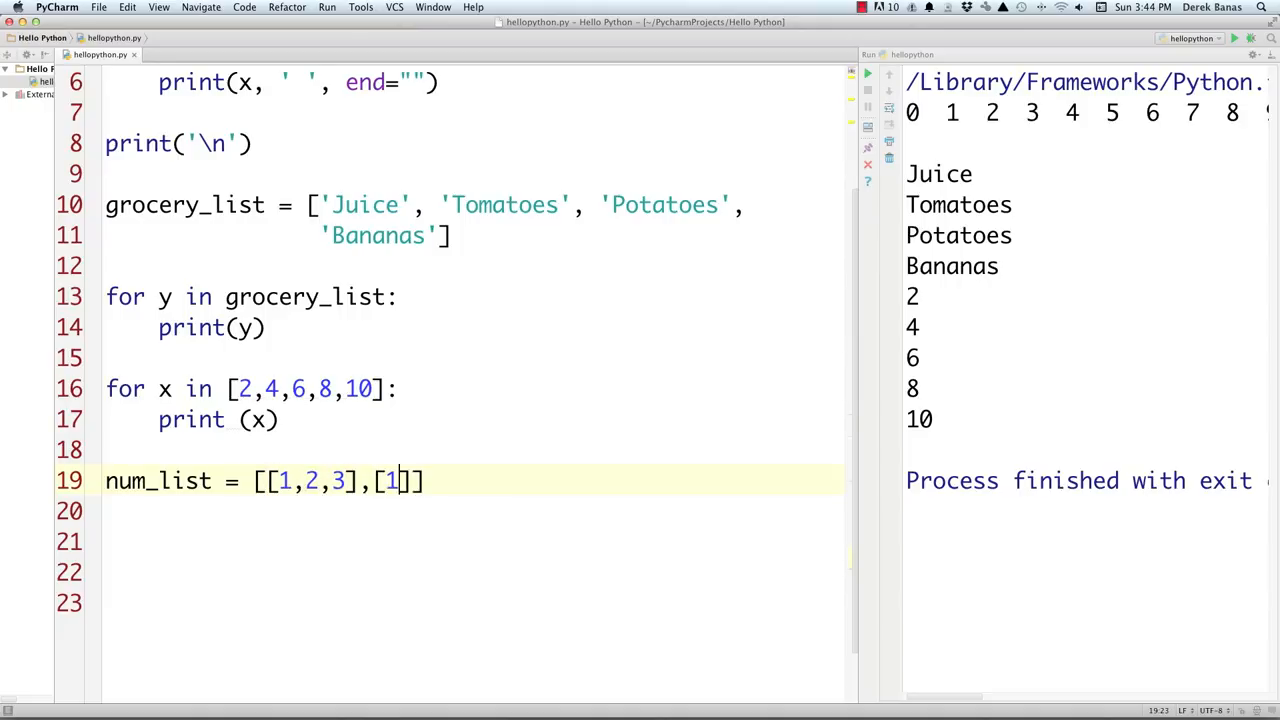 PyCharm File Edit View Navigate Code Refactor Run Tools VCS Window Help 10 Sun 3:44 PM Derek Banas
hellopython.py – Hello Python – [~/PycharmProjects/Hello Python]
Hello Python hellopython.py hellopython
hellopython.py Run hellopython
Hello P
hell
Extern
6 print(x, ' ', end="")
7
8 print('\n')
9
10 grocery_list = ['Juice', 'Tomatoes', 'Potatoes',
11 'Bananas']
12
13 for y in grocery_list:
14 print(y)
15
16 for x in [2,4,6,8,10]:
17 print (x)
18
19 num_list = [[1,2,3],[1]]
20
21
22
23
/Library/Frameworks/Python.
0 1 2 3 4 5 6 7 8
Juice
Tomatoes
Potatoes
Bananas
2
4
6
8
10
Process finished with exit
19:23 LF UTF-8